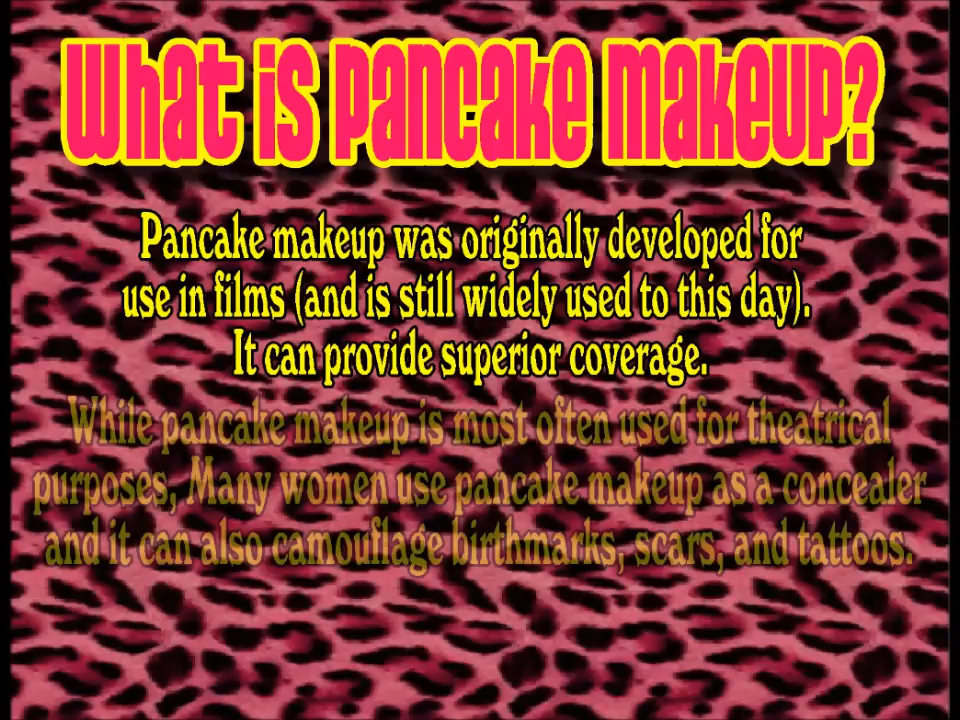 What is pancake makeup?
Pancake makeup was originally developed for
use in films (and is still widely used to this day).
It can provide superior coverage.
While pancake makeup is most often used for theatrical
purposes, Many women use pancake makeup as a concealer
and it can also camouflage birthmarks, scars, and tattoos.